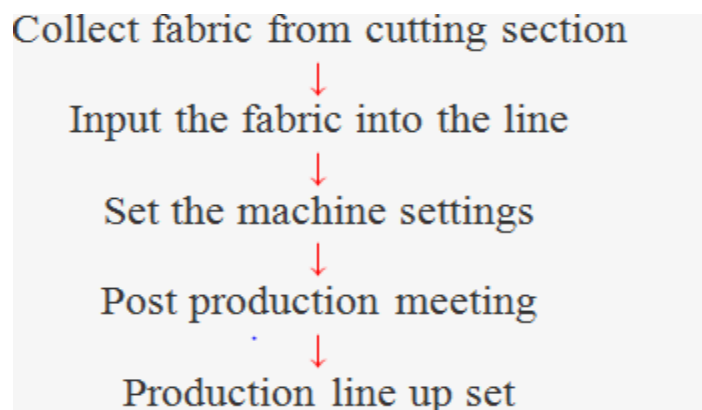 Collect fabric from cutting section
↓
Input the fabric into the line
↓
Set the machine settings
↓
Post production meeting
↓
Production line up set